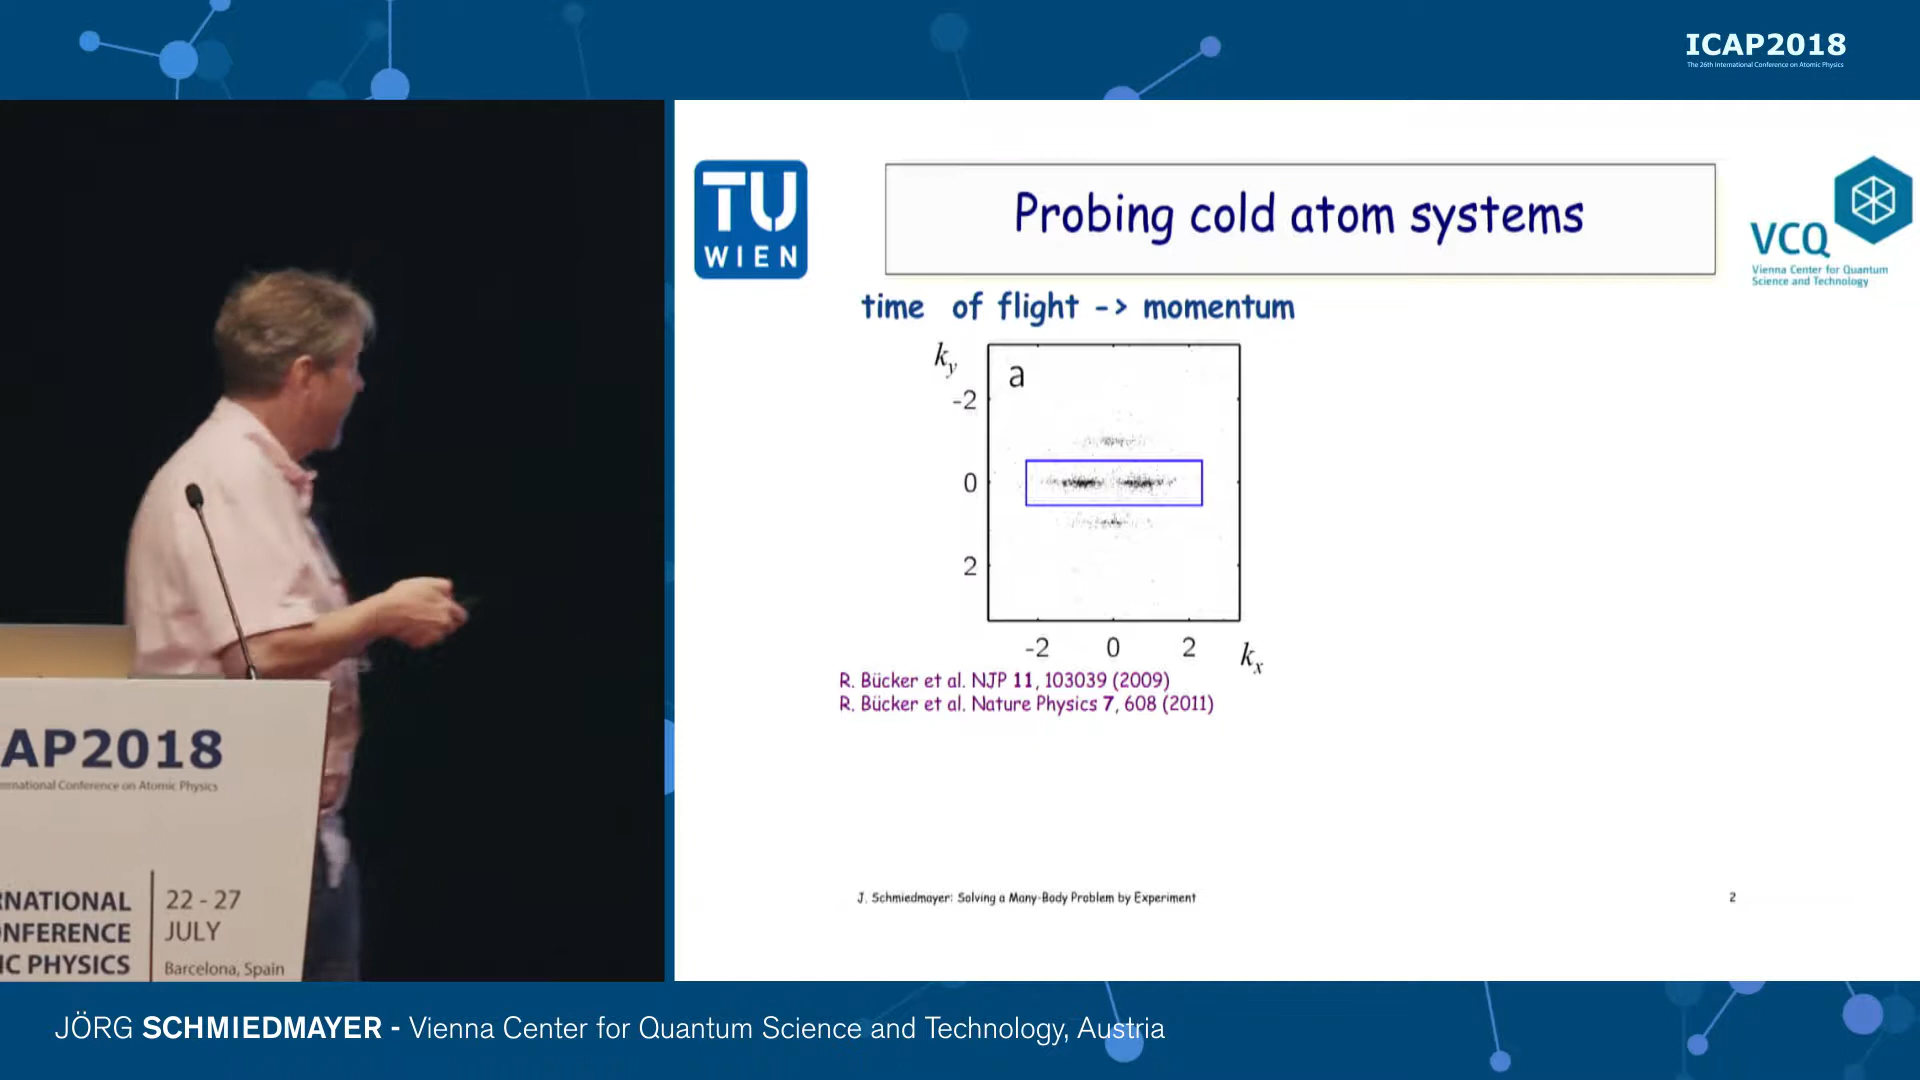 ICAP2018
The 26th International Conference on Atomic Physics
TU
WIEN
Probing cold atom systems
VCQ
Vienna Center for Quantum
Science and Technology
time of flight -> momentum
ky
a
-2
0
2
-2 0 2
kx
R. Bücker et al. NJP 11, 103039 (2009)
R. Bücker et al. Nature Physics 7, 608 (2011)
J. Schmiedmayer: Solving a Many-Body Problem by Experiment
2
AP2018
ernational Conference on Atomic Physics
RNATIONAL
ONFERENCE
IC PHYSICS
22 - 27
JULY
Barcelona, Spain
JÖRG SCHMIEDMAYER - Vienna Center for Quantum Science and Technology, Austria